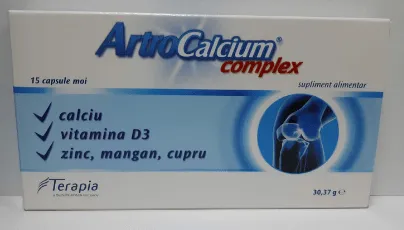 ArtroCalcium®
complex
15 capsule moi
supliment alimentar
calciu
vitamina D3
zinc, mangan, cupru
Terapia
30,37 g e